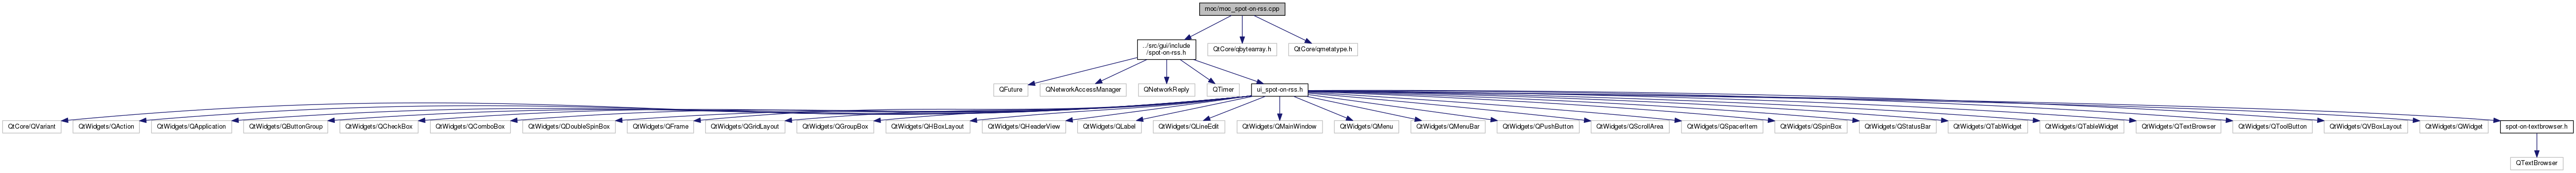 moc/moc_spot-on-rss.cpp
../src/gui/include
/spot-on-rss.h
QtCore/qbytearray.h
QtCore/qmetatype.h
QFuture
QNetworkAccessManager
QNetworkReply
QTimer
ui_spot-on-rss.h
QtCore/QVariant
QtWidgets/QAction
QtWidgets/QApplication
QtWidgets/QButtonGroup
QtWidgets/QCheckBox
QtWidgets/QComboBox
QtWidgets/QDoubleSpinBox
QtWidgets/QFrame
QtWidgets/QGridLayout
QtWidgets/QGroupBox
QtWidgets/QHBoxLayout
QtWidgets/QHeaderView
QtWidgets/QLabel
QtWidgets/QLineEdit
QtWidgets/QMainWindow
QtWidgets/QMenu
QtWidgets/QMenuBar
QtWidgets/QPushButton
QtWidgets/QScrollArea
QtWidgets/QSpacerItem
QtWidgets/QSpinBox
QtWidgets/QStatusBar
QtWidgets/QTabWidget
QtWidgets/QTableWidget
QtWidgets/QTextBrowser
QtWidgets/QToolButton
QtWidgets/QVBoxLayout
QtWidgets/QWidget
spot-on-textbrowser.h
QTextBrowser